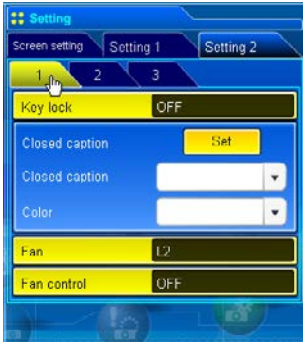 Setting
Screen setting Setting 1 Setting 2
1 2 3
Key lock OFF
Closed caption Set
Closed caption
Color
Fan L2
Fan control OFF